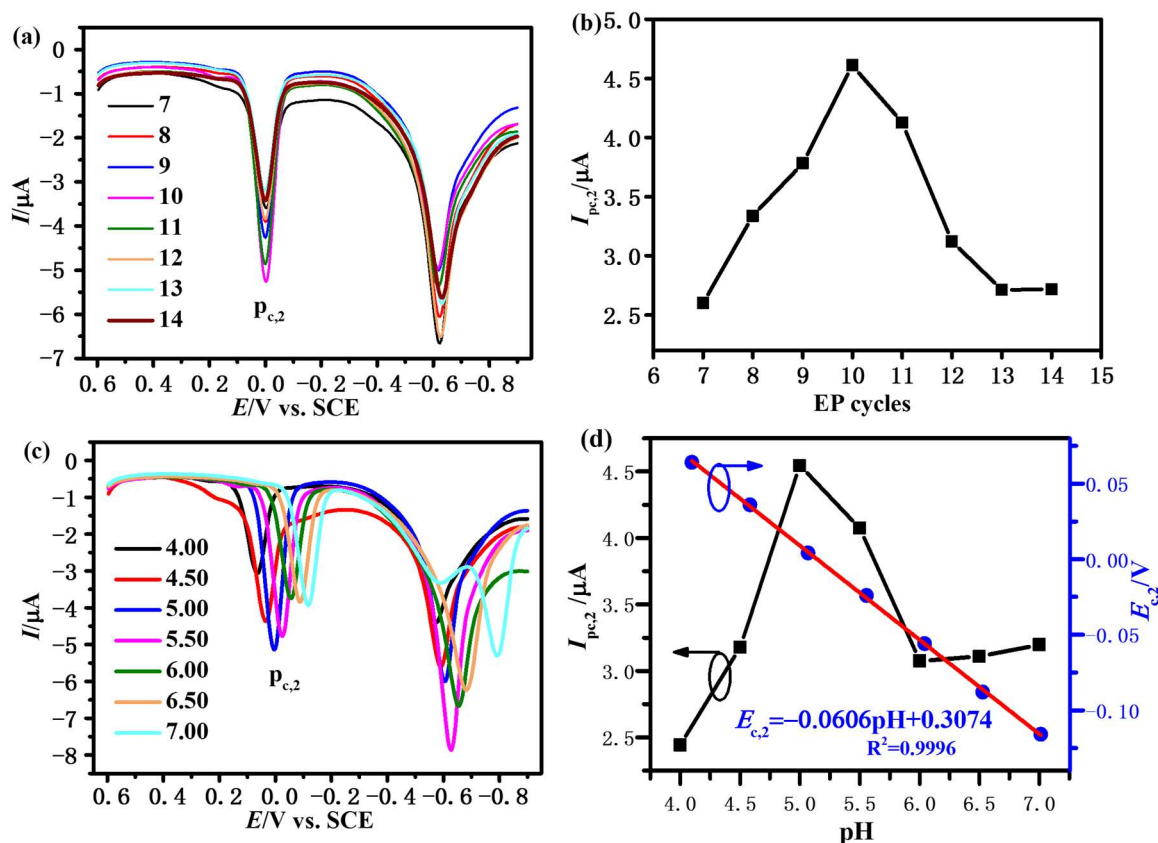 (a)
0
−1
−2
−3
−4
−5
−6
−7
I/μA
7
8
9
10
11
12
13
14
p_c,2
0.6 0.4 0.2 0.0 −0.2 −0.4 −0.6 −0.8
E/V vs. SCE
(b)
5.0
4.5
4.0
3.5
3.0
2.5
I_pc,2/μA
6 7 8 9 10 11 12 13 14 15
EP cycles
(c)
0
−1
−2
−3
−4
−5
−6
−7
−8
I/μA
4.00
4.50
5.00
5.50
6.00
6.50
7.00
p_c,2
0.6 0.4 0.2 0.0 −0.2 −0.4 −0.6 −0.8
E/V vs. SCE
(d)
4.5
4.0
3.5
3.0
2.5
I_pc,2 /μA
0.05
0.00
−0.05
−0.10
E_c,2/V
E_c,2=−0.0606pH+0.3074
R²=0.9996
4.0 4.5 5.0 5.5 6.0 6.5 7.0
pH